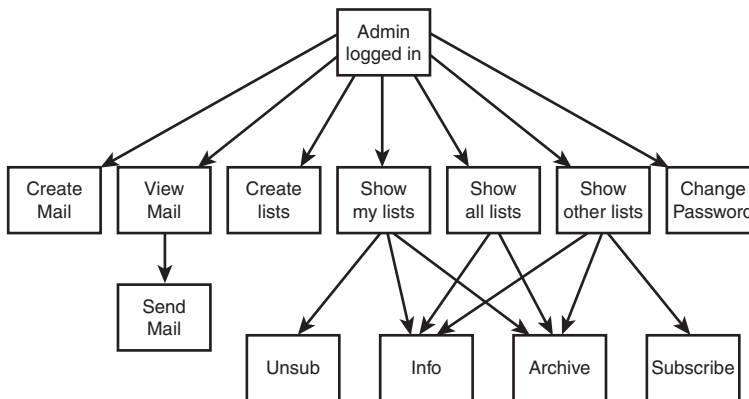 Admin
logged in
Create
Mail
View
Mail
Create
lists
Show
my lists
Show
all lists
Show
other lists
Change
Password
Send
Mail
Unsub
Info
Archive
Subscribe